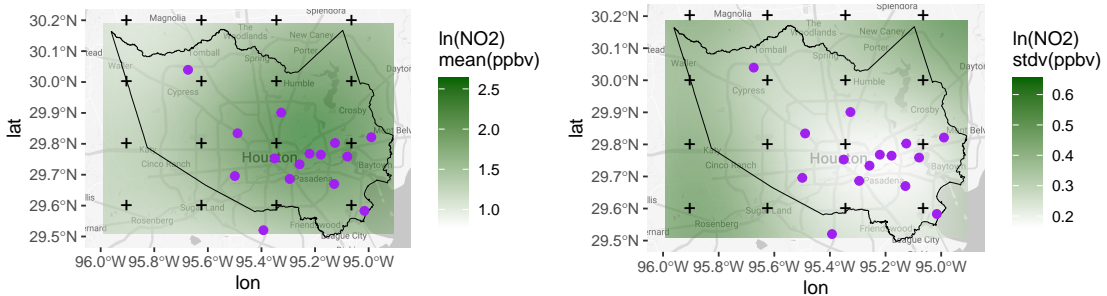 30.2°N
30.1°N
30.0°N
29.9°N
29.8°N
29.7°N
29.6°N
29.5°N
lat
96.0°W 95.8°W 95.6°W 95.4°W 95.2°W 95.0°W
lon
Magnolia
Splendora
The
Woodlands
New Caney
Tomball
Porter
Spring
Waller
Dayto
Humble
Cypress
Crosby
Mont Belv
Houston
Cinco Ranch
Baytown
Pasadena
Sugar Land
Rosenberg
Friendswood
League City
ln(NO2)
mean(ppbv)
2.5
2.0
1.5
1.0
30.2°N
30.1°N
30.0°N
29.9°N
29.8°N
29.7°N
29.6°N
29.5°N
lat
96.0°W 95.8°W 95.6°W 95.4°W 95.2°W 95.0°W
lon
Magnolia
Splendora
The
Woodlands
New Caney
Tomball
Porter
Spring
Waller
Dayto
Humble
Cypress
Crosby
Katy
Houston
Cinco Ranch
Baytown
Pasadena
Sugar Land
Rosenberg
League City
ln(NO2)
stdv(ppbv)
0.6
0.5
0.4
0.3
0.2